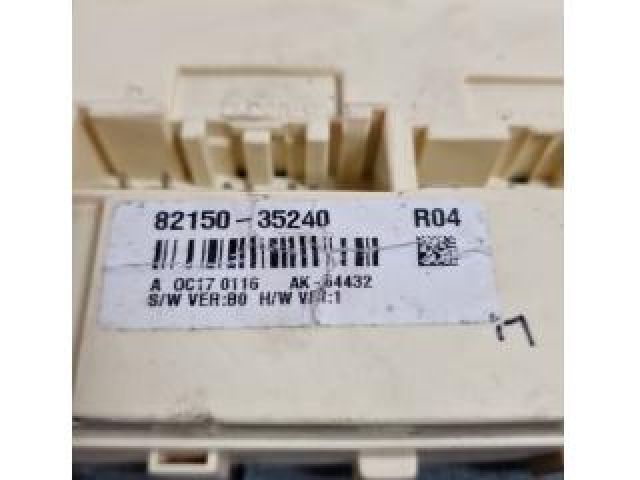 82150-35240 R04
A OC17 0116 AK-64432
S/W VER:B0 H/W VER:1